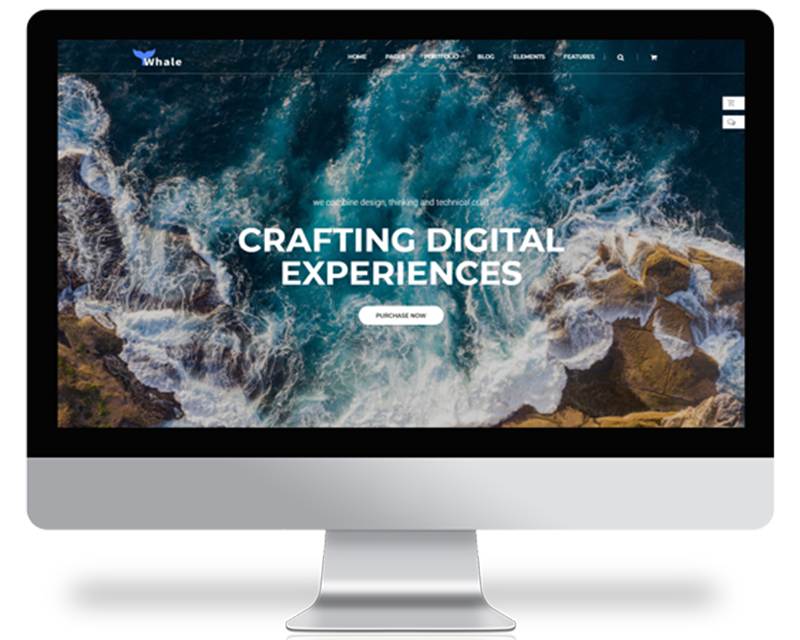 Whale
HOME PAGES PORTFOLIO BLOG ELEMENTS FEATURES
we combine design, thinking and technical craft
CRAFTING DIGITAL
EXPERIENCES
PURCHASE NOW